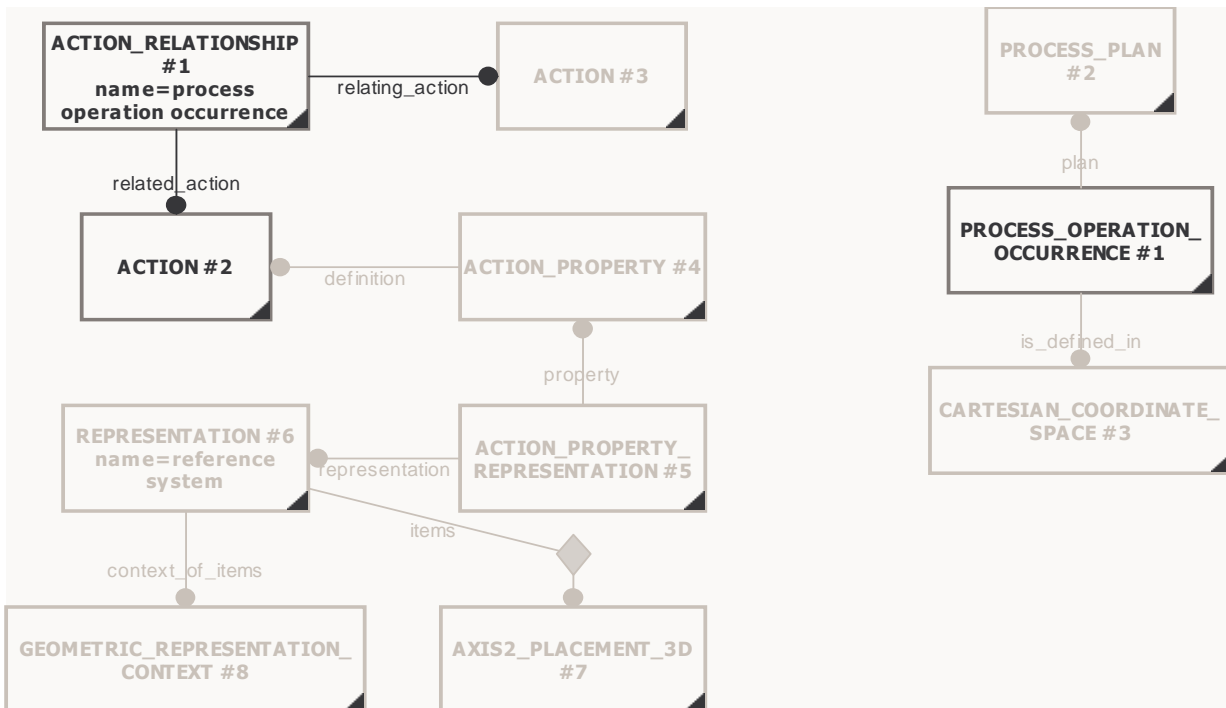 ACTION_RELATIONSHIP
#1
name=process
operation occurrence
relating_action
ACTION #3
PROCESS_PLAN
#2
plan
related_action
ACTION #2
definition
ACTION_PROPERTY #4
PROCESS_OPERATION_
OCCURRENCE #1
is_defined_in
property
CARTESIAN_COORDINATE_
SPACE #3
REPRESENTATION #6
name=reference
system
representation
ACTION_PROPERTY_
REPRESENTATION #5
items
context_of_items
GEOMETRIC_REPRESENTATION_
CONTEXT #8
AXIS2_PLACEMENT_3D
#7